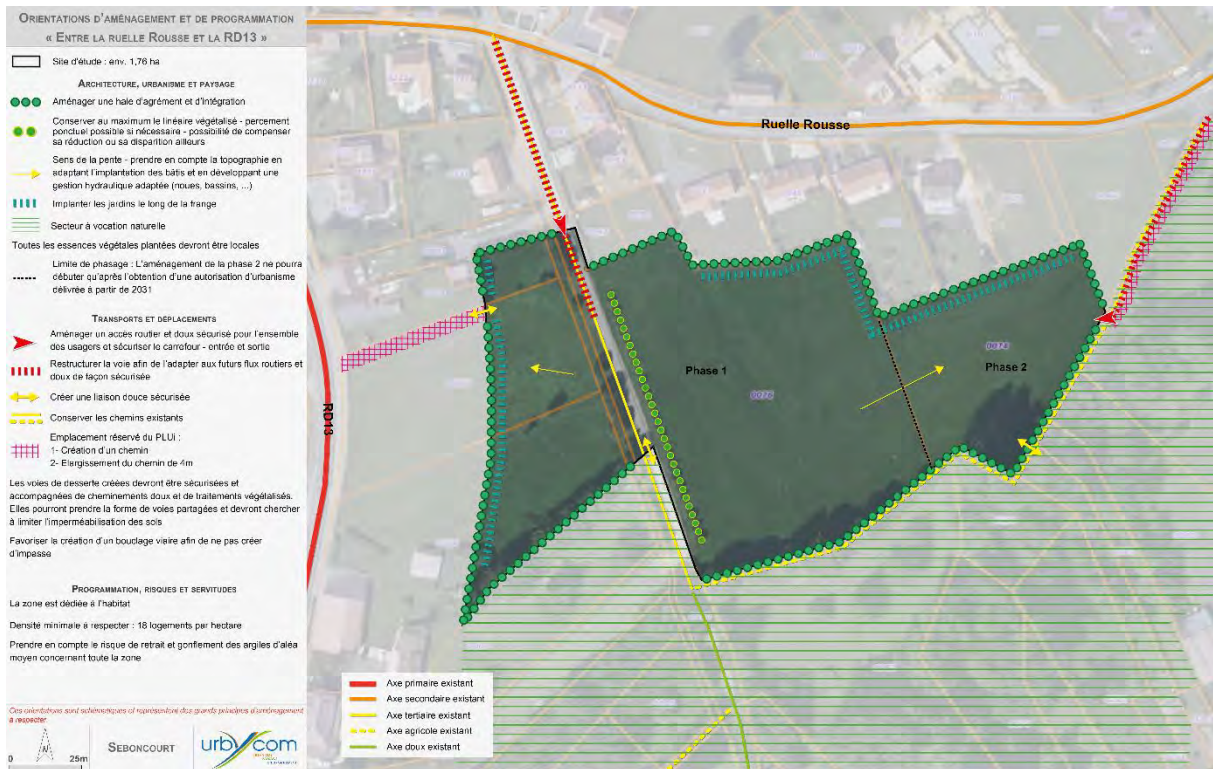 ORIENTATIONS D'AMÉNAGEMENT ET DE PROGRAMMATION
« ENTRE LA RUELLE ROUSSE ET LA RD13 »
Site d'étude : env. 1,76 ha
ARCHITECTURE, URBANISME ET PAYSAGE
Aménager une haie d'agrément et d'intégration
Conserver au maximum le linéaire végétalisé - percement
ponctuel possible si nécessaire - possibilité de compenser
sa réduction ou sa disparition ailleurs
Sens de la pente - prendre en compte la topographie en
adaptant l'implantation des bâtis et en développant une
gestion hydraulique adaptée (noues, bassins, ...)
Implanter les jardins le long de la frange
Secteur à vocation naturelle
Toutes les essences végétales plantées devront être locales
Limite de phasage : L'aménagement de la phase 2 ne pourra
débuter qu'après l'obtention d'une autorisation d'urbanisme
délivrée à partir de 2031
TRANSPORTS ET DÉPLACEMENTS
Aménager un accès routier et doux sécurisé pour l'ensemble
des usagers et sécuriser le carrefour - entrée et sortie
Restructurer la voie afin de l'adapter aux futurs flux routiers et
doux de façon sécurisée
Créer une liaison douce sécurisée
Conserver les chemins existants
Emplacement réservé du PLUi :
1- Création d'un chemin
2- Elargissement du chemin de 4m
Les voies de desserte créées devront être sécurisées et
accompagnées de cheminements doux et de traitements végétalisés.
Elles pourront prendre la forme de voies partagées et devront chercher
à limiter l'imperméabilisation des sols
Favoriser la création d'un bouclage viaire afin de ne pas créer
d'impasse
PROGRAMMATION, RISQUES ET SERVITUDES
La zone est dédiée à l'habitat
Densité minimale à respecter : 18 logements par hectare
Prendre en compte le risque de retrait et gonflement des argiles d'aléa
moyen concernant toute la zone
Ces orientations sont schématiques et représentent des grands principes d'aménagement
à respecter
N
0 25m
SEBONCOURT
urbycom
Ruelle Rousse
RD13
Phase 1
Phase 2
0074
0076
Axe primaire existant
Axe secondaire existant
Axe tertiaire existant
Axe agricole existant
Axe doux existant